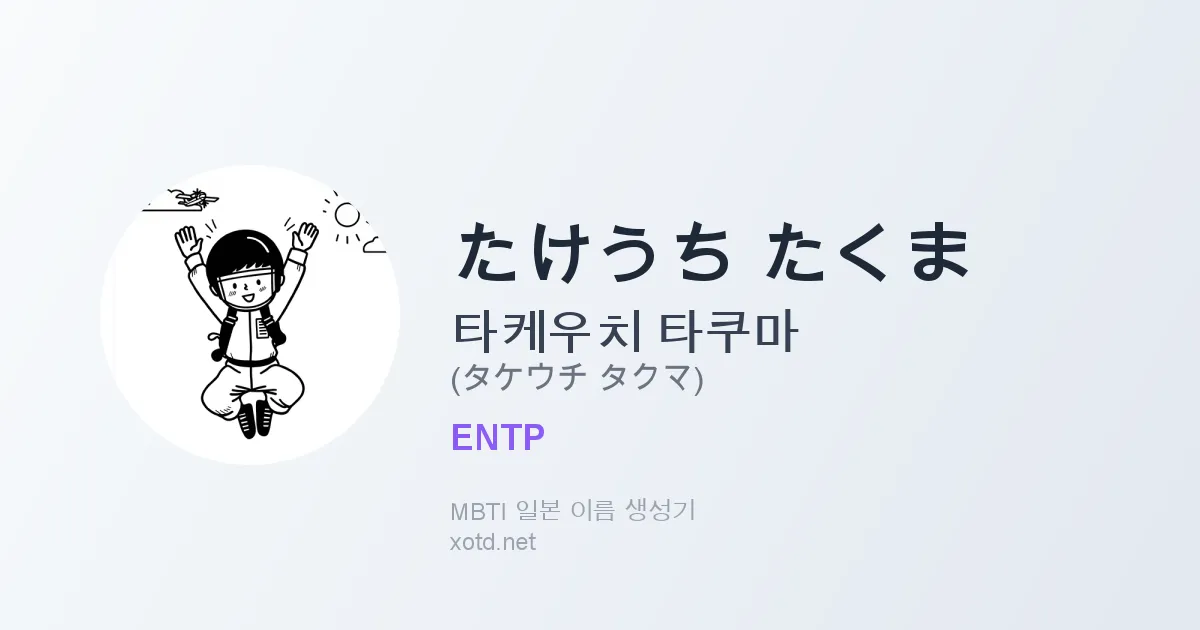 たけうち たくま
타케우치 타쿠마
(タケウチ タクマ)
ENTP
MBTI 일본 이름 생성기
xotd.net